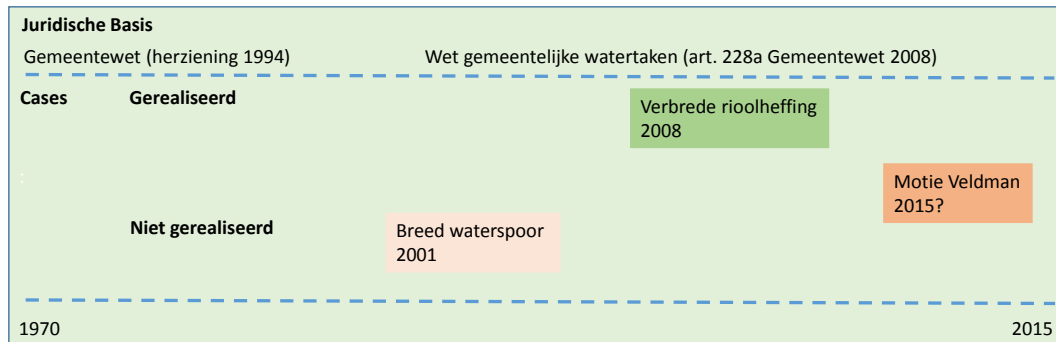 Juridische Basis
Gemeentewet (herziening 1994) Wet gemeentelijke watertaken (art. 228a Gemeentewet 2008)
Cases Gerealiseerd
Verbrede rioolheffing
2008
:
Motie Veldman
2015?
Niet gerealiseerd
Breed waterspoor
2001
1970 2015